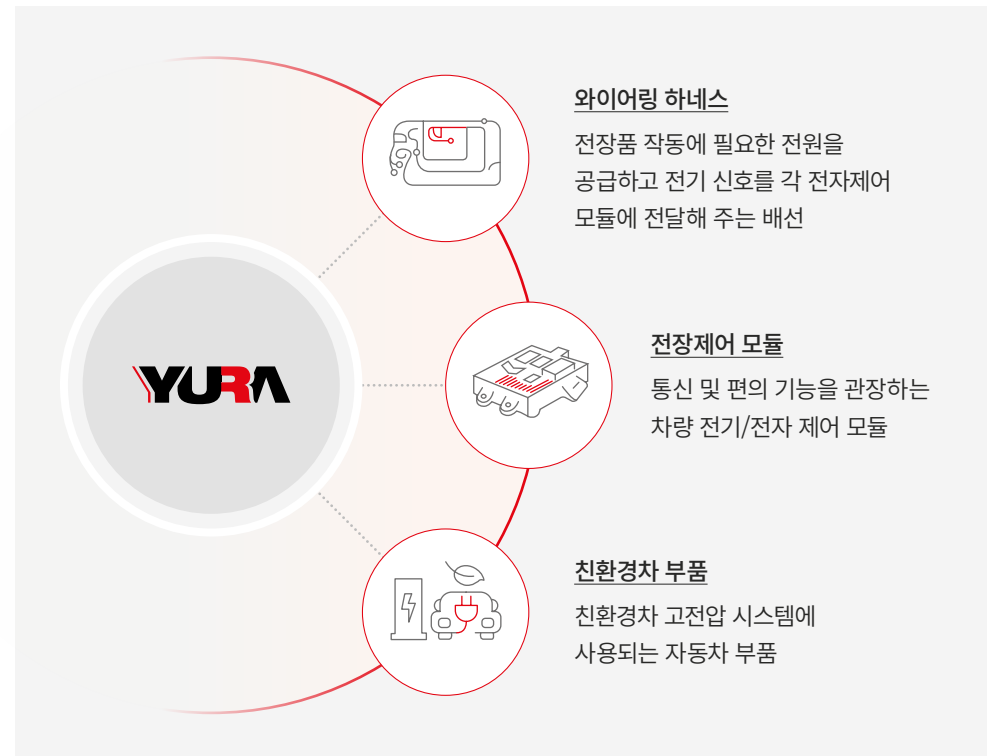 YURA
와이어링 하네스
전장품 작동에 필요한 전원을
공급하고 전기 신호를 각 전자제어
모듈에 전달해 주는 배선
전장제어 모듈
통신 및 편의 기능을 관장하는
차량 전기/전자 제어 모듈
친환경차 부품
친환경차 고전압 시스템에
사용되는 자동차 부품